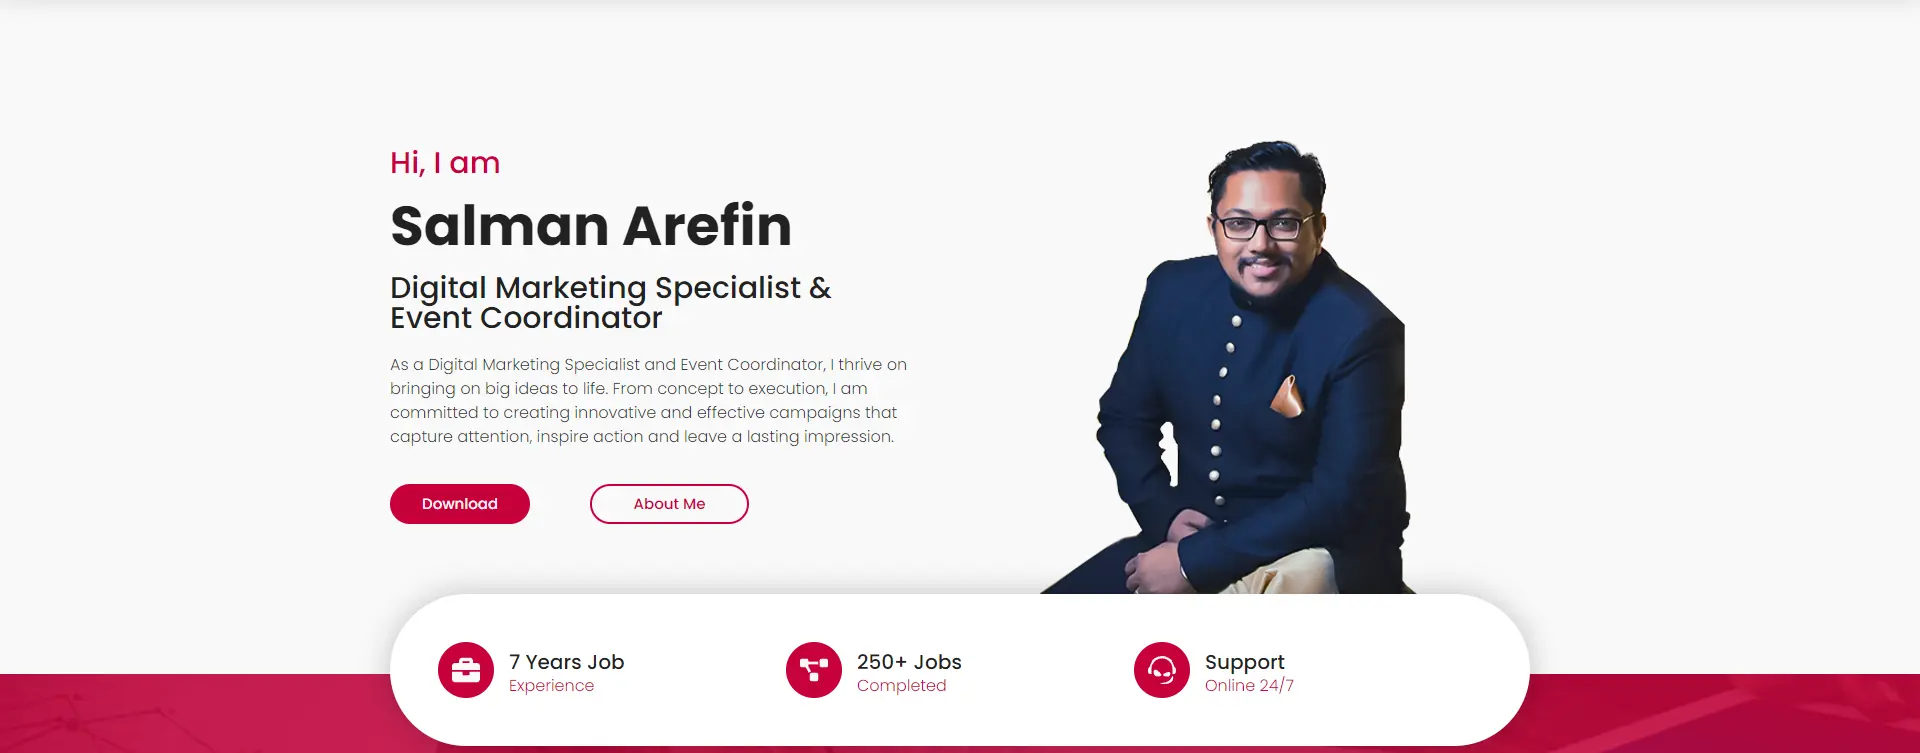 Hi, I am
Salman Arefin
Digital Marketing Specialist &
Event Coordinator
As a Digital Marketing Specialist and Event Coordinator, I thrive on
bringing on big ideas to life. From concept to execution, I am
committed to creating innovative and effective campaigns that
capture attention, inspire action and leave a lasting impression.
Download
About Me
7 Years Job
Experience
250+ Jobs
Completed
Support
Online 24/7